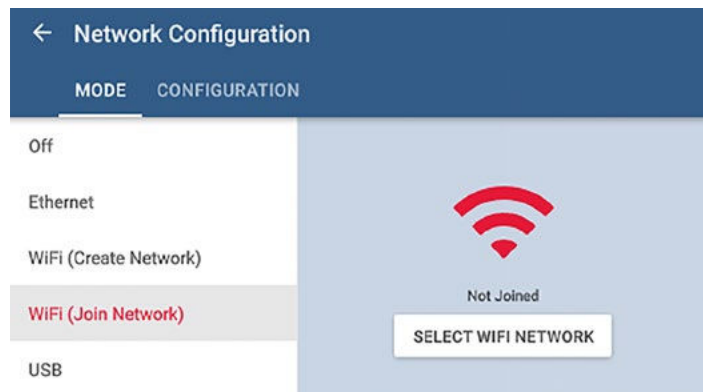 Network Configuration
MODE CONFIGURATION
Off
Ethernet
WiFi (Create Network)
WiFi (Join Network)
USB
Not Joined
SELECT WIFI NETWORK